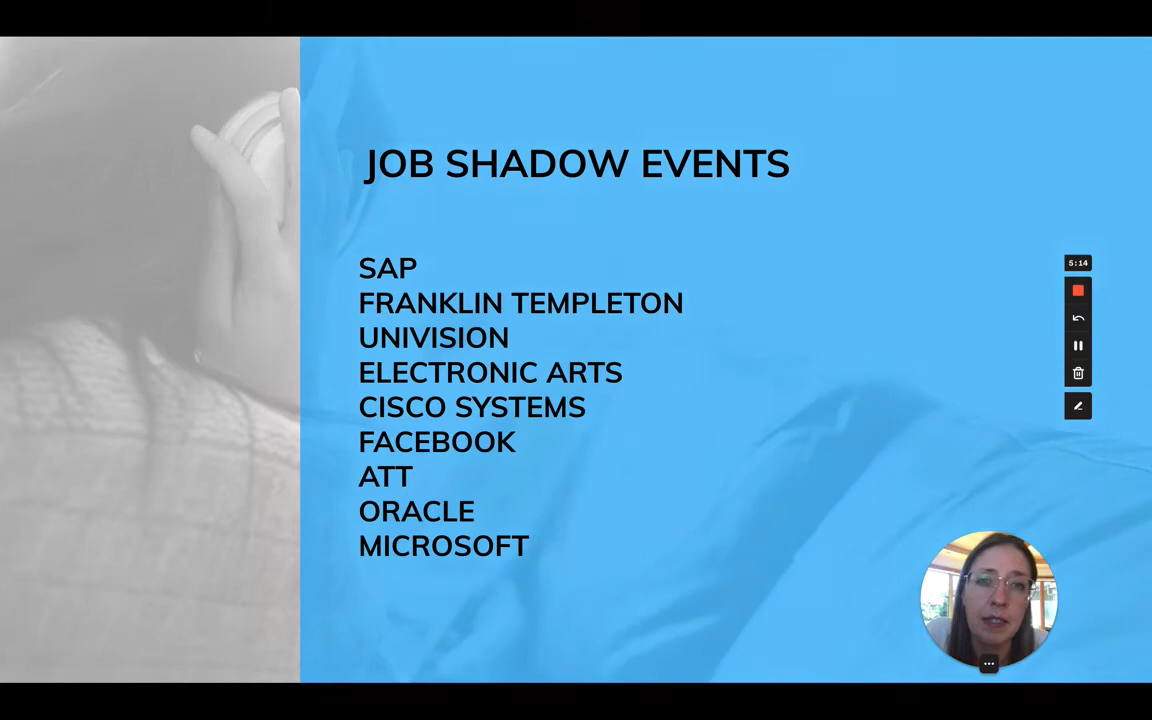 JOB SHADOW EVENTS
SAP
FRANKLIN TEMPLETON
UNIVISION
ELECTRONIC ARTS
CISCO SYSTEMS
FACEBOOK
ATT
ORACLE
MICROSOFT
5:14